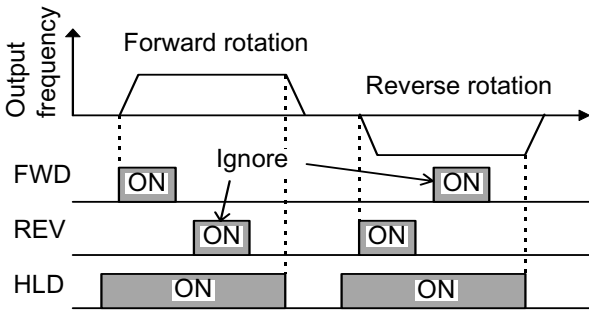 Output
frequency
Forward rotation
Reverse rotation
Ignore
FWD
ON
ON
REV
ON
ON
HLD
ON
ON